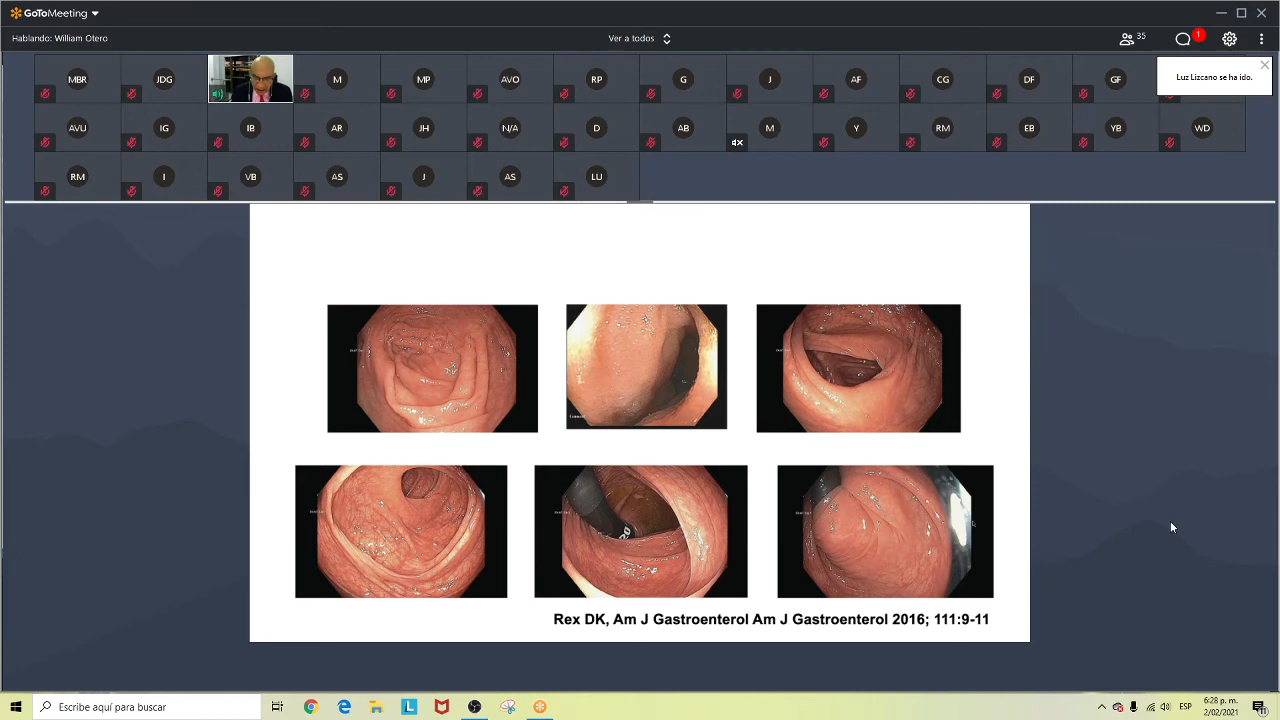 GoToMeeting
Hablando: William Otero
Ver a todos
35
1
MBR
JDG
M
MP
AVO
RP
G
J
AF
CG
DF
GF
Luz Lizcano se ha ido.
AVU
IG
IB
AR
JH
N/A
D
AB
M
Y
RM
EB
YB
WD
RM
I
VB
AS
J
AS
LU
Rex DK, Am J Gastroenterol Am J Gastroenterol 2016; 111:9-11
Escribe aquí para buscar
ESP
6:28 p. m.
2/02/2021